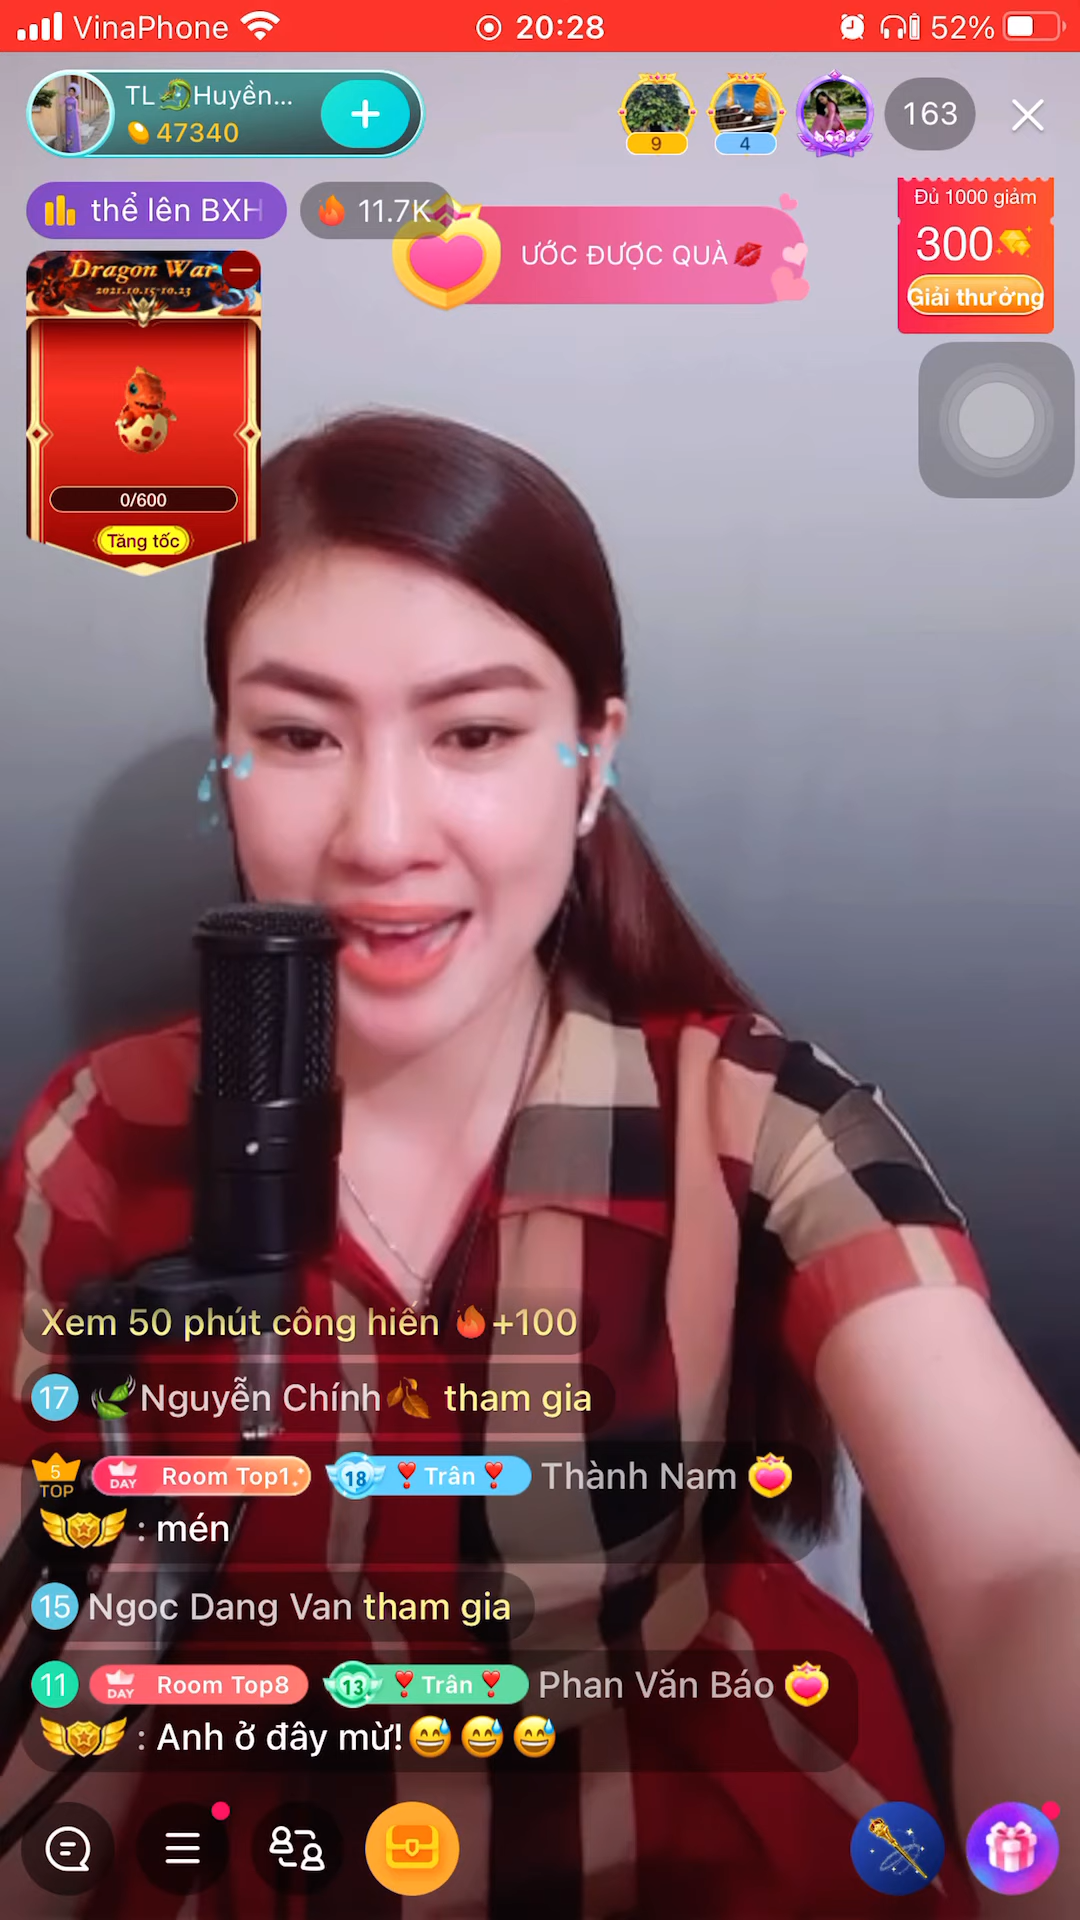 VinaPhone 20:28 52%
TL Huyền...
47340
9
4
163
thể lên BXH
11.7K
ƯỚC ĐƯỢC QUÀ💋
Đủ 1000 giảm
300
Giải thưởng
Dragon War
2021.10.15-10.23
0/600
Tăng tốc
Xem 50 phút công hiến 🔥+100
17 🌿Nguyễn Chính🍂 tham gia
5 TOP DAY Room Top1 18 ❣Trân❣ Thành Nam
: mén
15 Ngoc Dang Van tham gia
11 DAY Room Top8 13 ❣Trân❣ Phan Văn Báo
: Anh ở đây mừ!😅😅😅